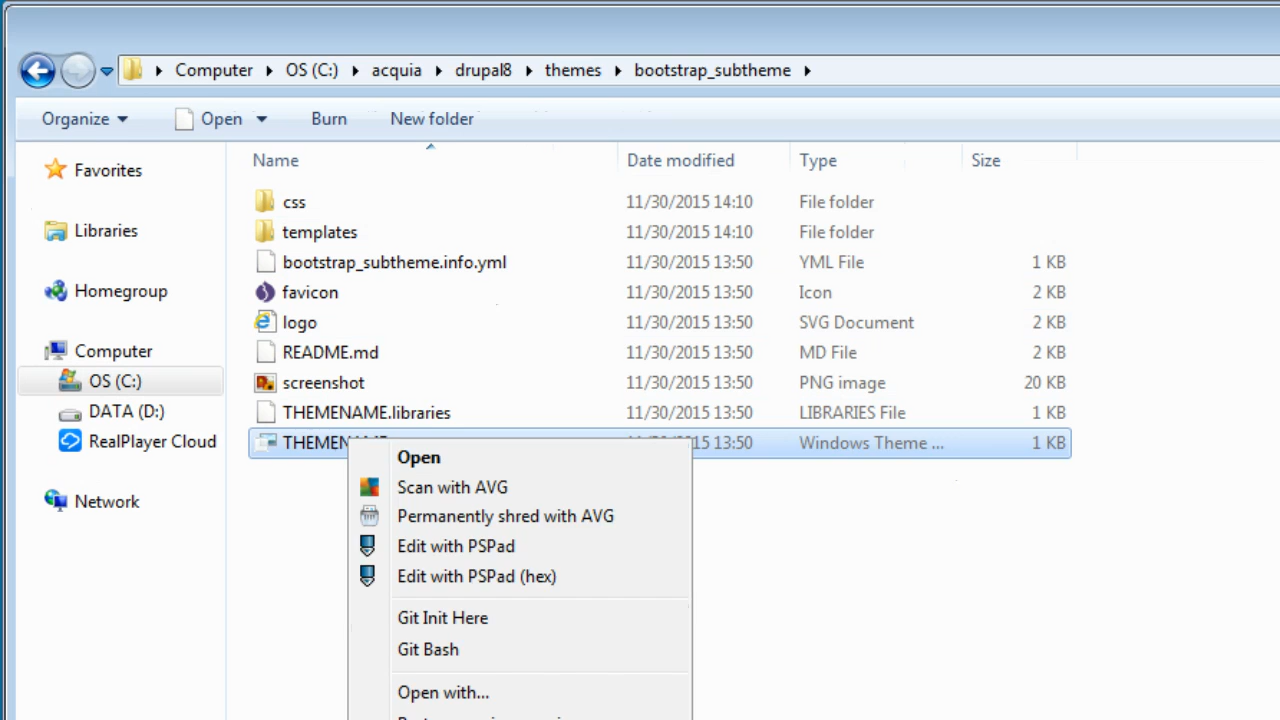 Computer OS (C:) acquia drupal8 themes bootstrap_subtheme
Organize Open Burn New folder
Name Date modified Type Size
Favorites
Libraries
Homegroup
Computer
OS (C:)
DATA (D:)
RealPlayer Cloud
Network
css 11/30/2015 14:10 File folder
templates 11/30/2015 14:10 File folder
bootstrap_subtheme.info.yml 11/30/2015 13:50 YML File 1 KB
favicon 11/30/2015 13:50 Icon 2 KB
logo 11/30/2015 13:50 SVG Document 2 KB
README.md 11/30/2015 13:50 MD File 2 KB
screenshot 11/30/2015 13:50 PNG image 20 KB
THEMENAME.libraries 11/30/2015 13:50 LIBRARIES File 1 KB
THEMENAME 11/30/2015 13:50 Windows Theme ... 1 KB
Open
Scan with AVG
Permanently shred with AVG
Edit with PSPad
Edit with PSPad (hex)
Git Init Here
Git Bash
Open with...